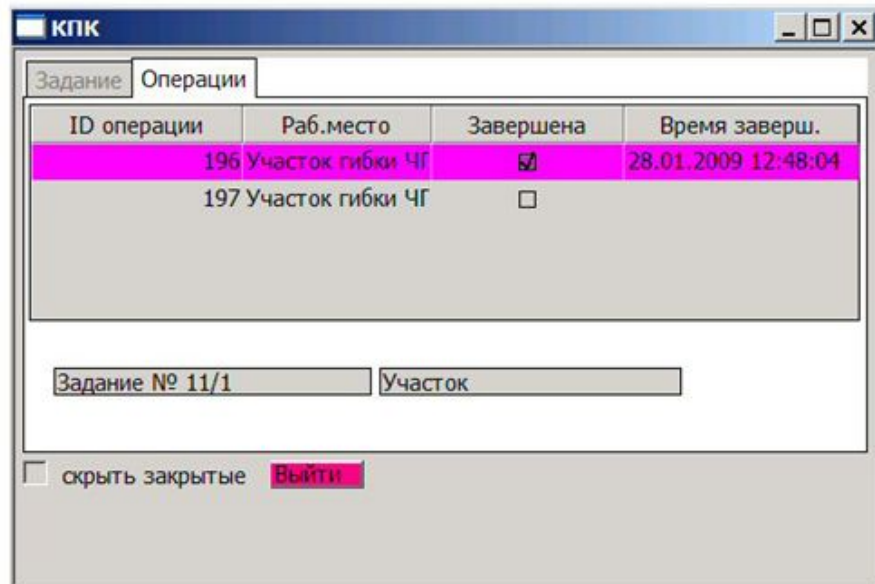 КПК
Задание Операции
ID операции Раб.место Завершена Время заверш.
196 Участок гибки ЧГ 28.01.2009 12:48:04
197 Участок гибки ЧГ
Задание № 11/1 Участок
скрыть закрытые Выйти